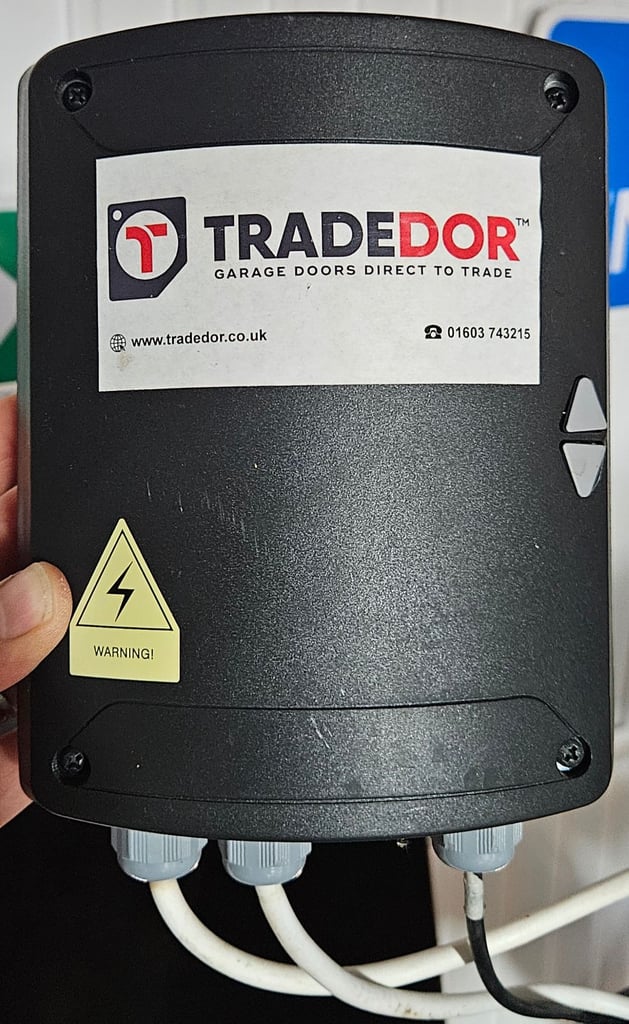 TRADEDOR™
GARAGE DOORS DIRECT TO TRADE
www.tradedor.co.uk
01603 743215
WARNING!